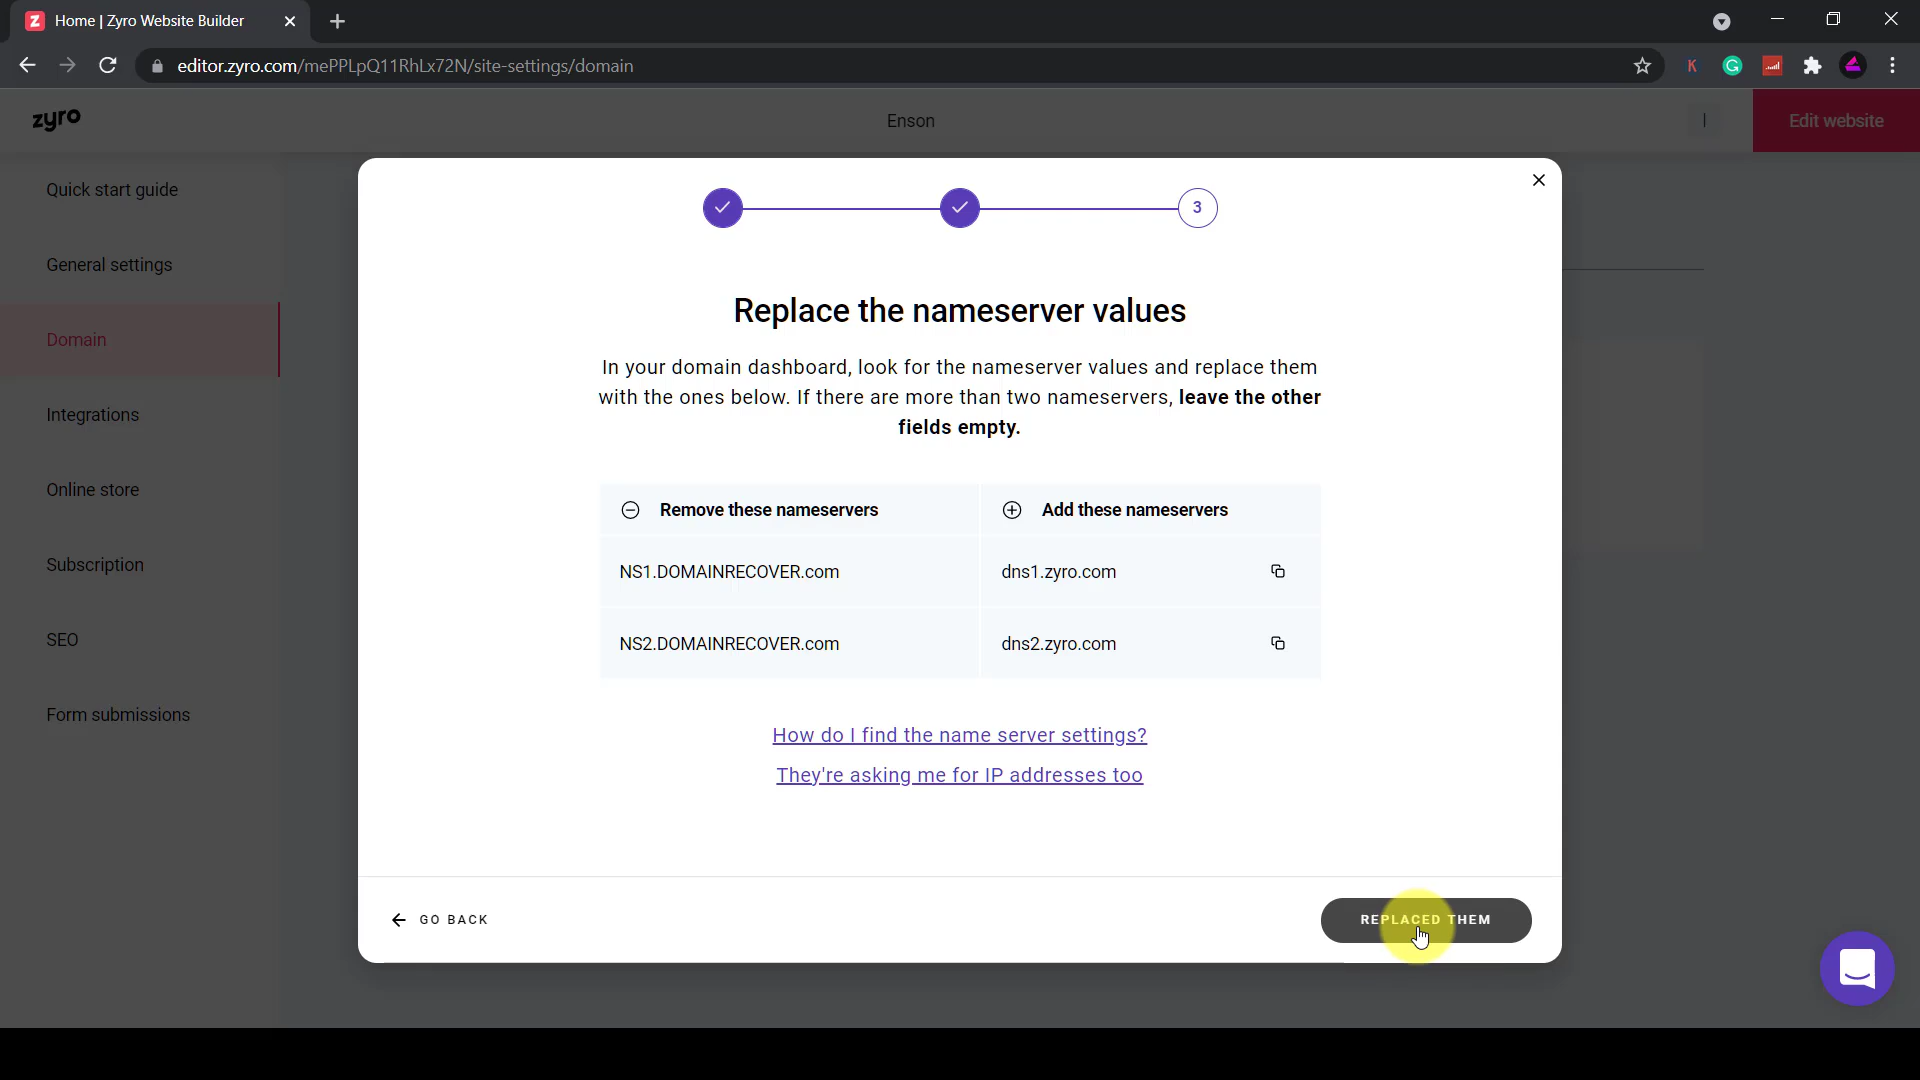 Home | Zyro Website Builder
editor.zyro.com/mePPLpQ11RhLx72N/site-settings/domain
zyro
Enson
Edit website
Quick start guide
General settings
Domain
Integrations
Online store
Subscription
SEO
Form submissions
3
Replace the nameserver values
In your domain dashboard, look for the nameserver values and replace them
with the ones below. If there are more than two nameservers, leave the other
fields empty.
Remove these nameservers
Add these nameservers
NS1.DOMAINRECOVER.com
dns1.zyro.com
NS2.DOMAINRECOVER.com
dns2.zyro.com
How do I find the name server settings?
They're asking me for IP addresses too
GO BACK
REPLACED THEM